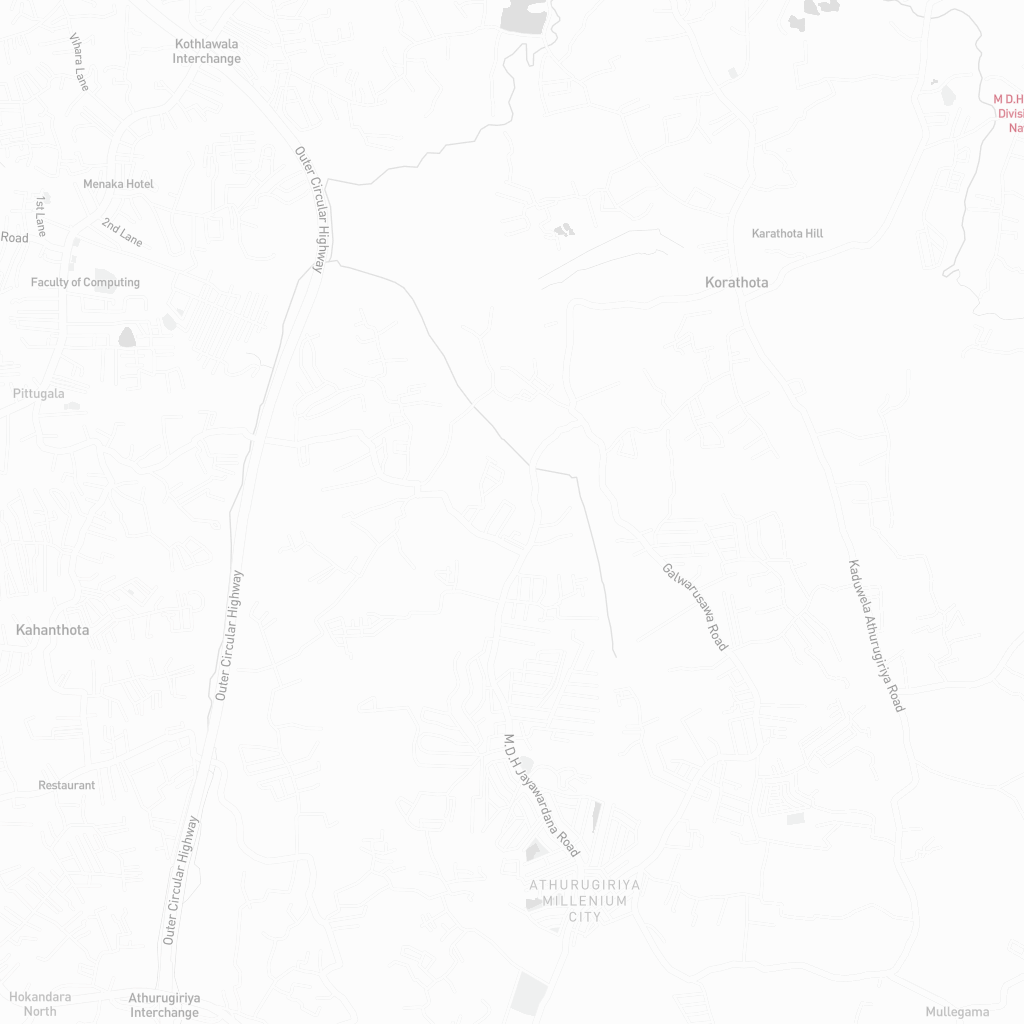 Kothlawala
Interchange
Vihara Lane
M D.H
Divisi
Na
Outer Circular Highway
Menaka Hotel
1st Lane
2nd Lane
Road
Karathota Hill
Faculty of Computing
Korathota
Pittugala
Galwarusawa Road
Kaduwela Athurugiriya Road
Outer Circular Highway
Kahanthota
M.D.H Jayawardana Road
Restaurant
Outer Circular Highway
ATHURUGIRIYA
MILLENIUM
CITY
Hokandara
North
Athurugiriya
Interchange
Mullegama